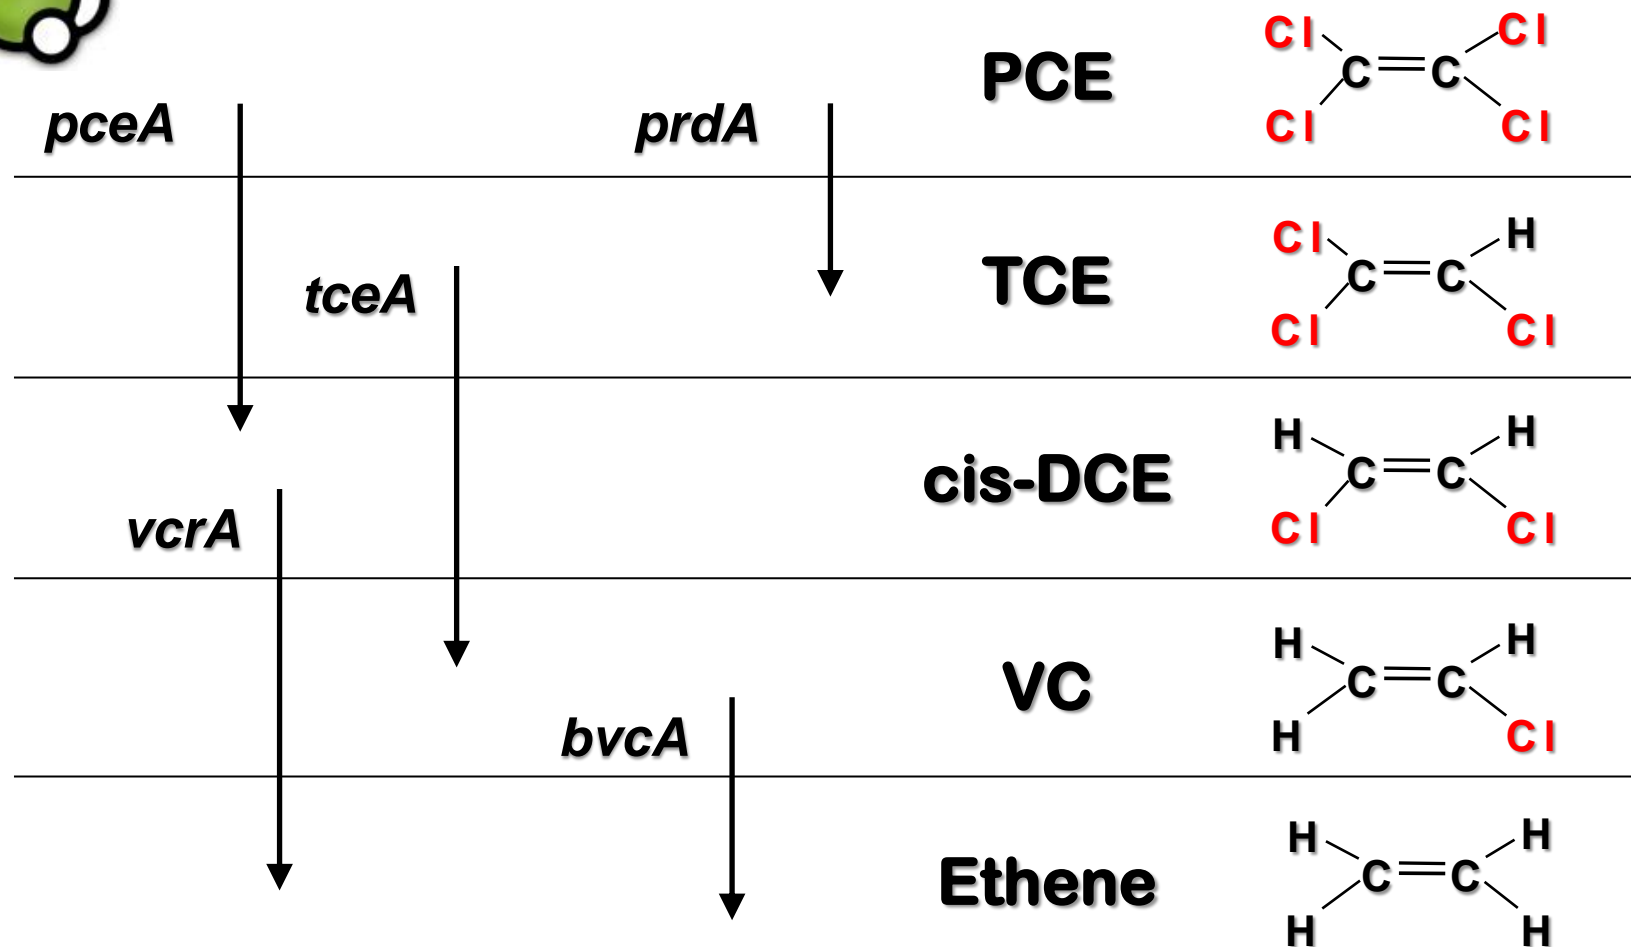 PCE
Cl Cl
C C
Cl Cl
pceA
prdA
TCE
Cl H
C C
Cl Cl
tceA
cis-DCE
H H
C C
Cl Cl
vcrA
VC
H H
C C
H Cl
bvcA
Ethene
H H
C C
H H